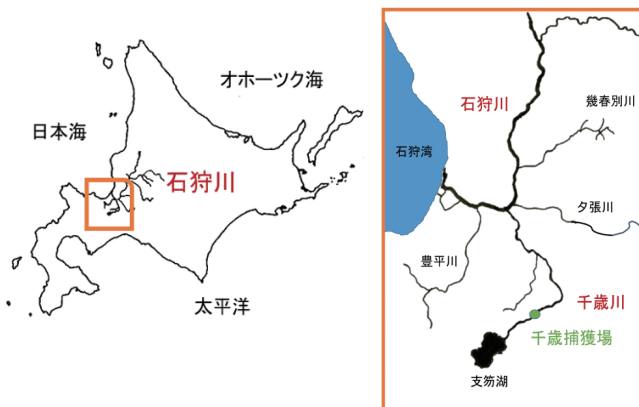 オホーツク海
日本海
石狩川
太平洋
石狩川
幾春別川
石狩湾
夕張川
豊平川
千歳川
千歳捕獲場
支笏湖